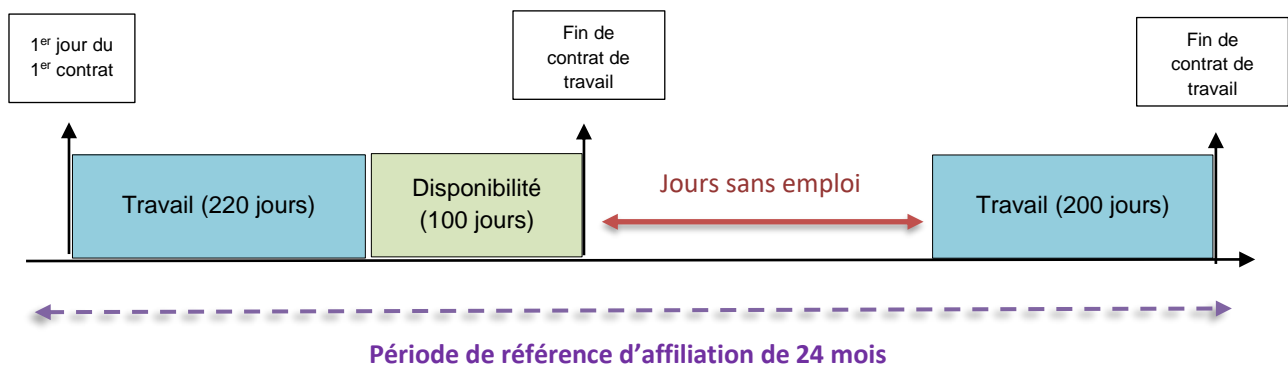 1er jour du
1er contrat
Fin de
contrat de
travail
Fin de
contrat de
travail
Travail (220 jours)
Disponibilité
(100 jours)
Jours sans emploi
Travail (200 jours)
Période de référence d’affiliation de 24 mois